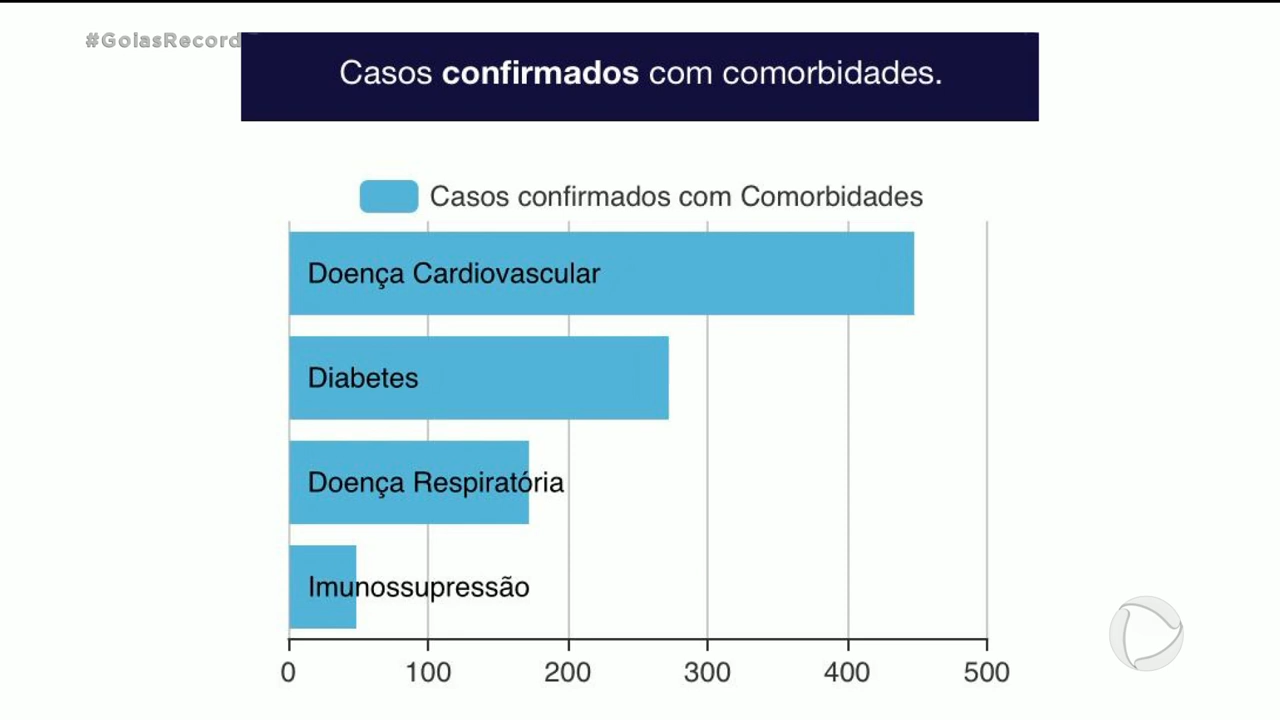 #GolasRecord
Casos confirmados com comorbidades.
Casos confirmados com Comorbidades
Doença Cardiovascular
Diabetes
Doença Respiratória
Imunossupressão
0 100 200 300 400 500